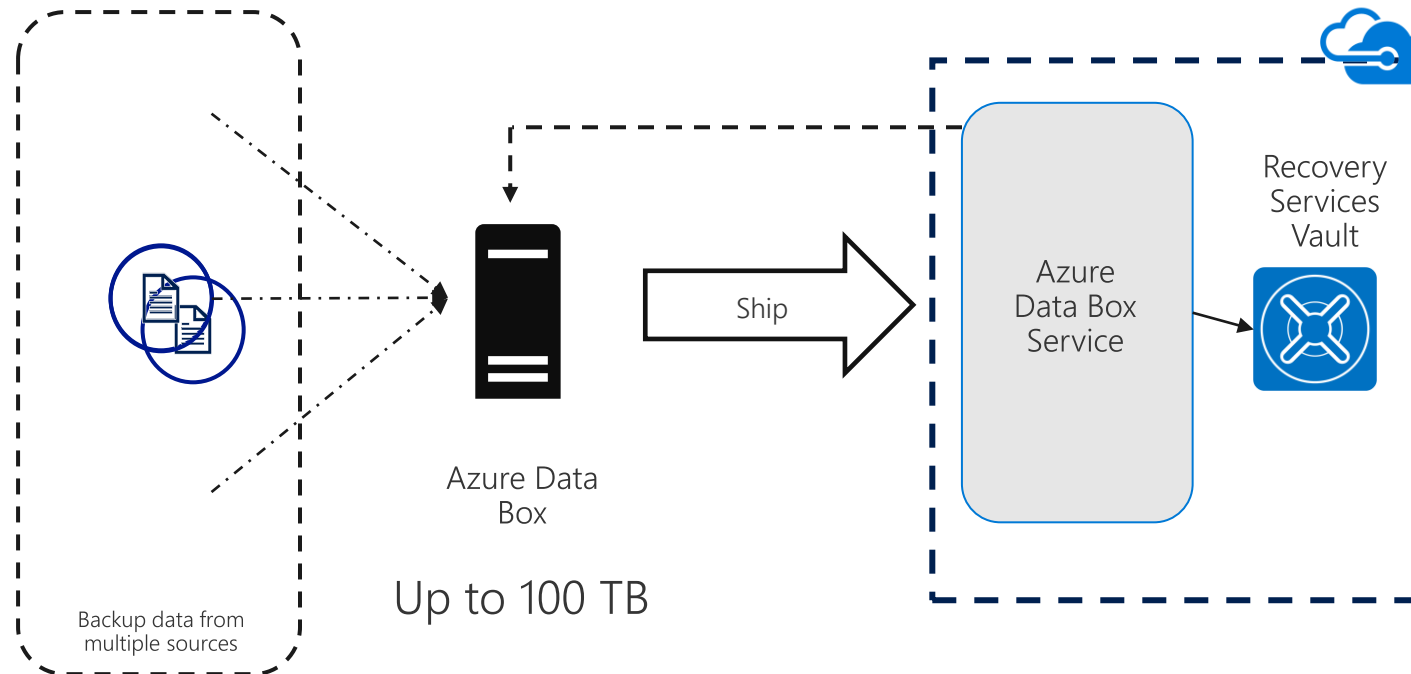 Backup data from
multiple sources
Azure Data
Box
Up to 100 TB
Ship
Azure
Data Box
Service
Recovery
Services
Vault